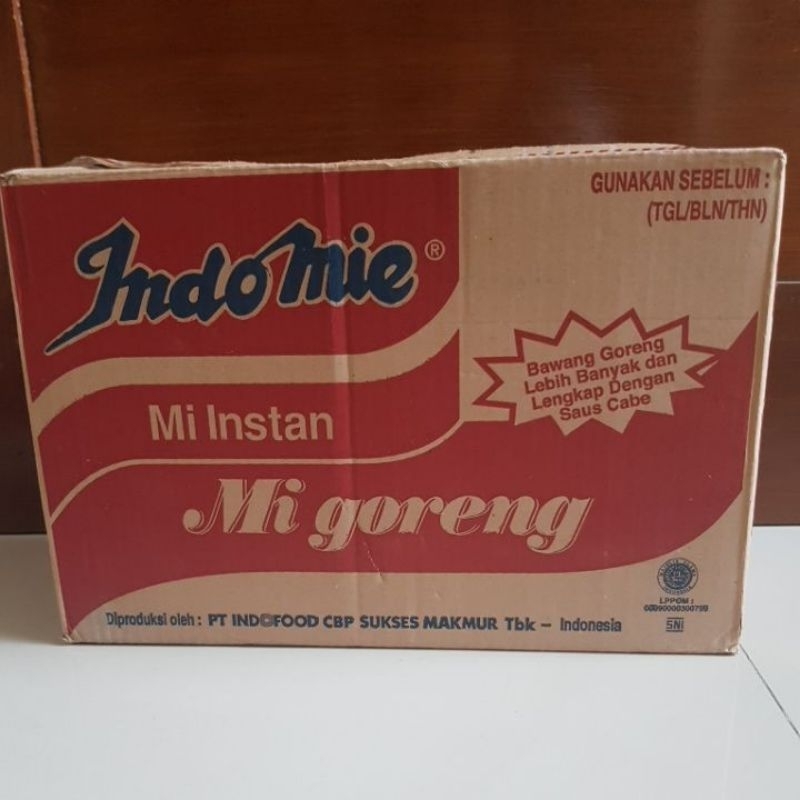 GUNAKAN SEBELUM :
(TGL/BLN/THN)
Indomie®
Bawang Goreng
Lebih Banyak dan
Lengkap Dengan
Saus Cabe
Mi Instan
Mi goreng
LPPOM :
Diproduksi oleh : PT INDOFOOD CBP SUKSES MAKMUR Tbk – Indonesia
SNI